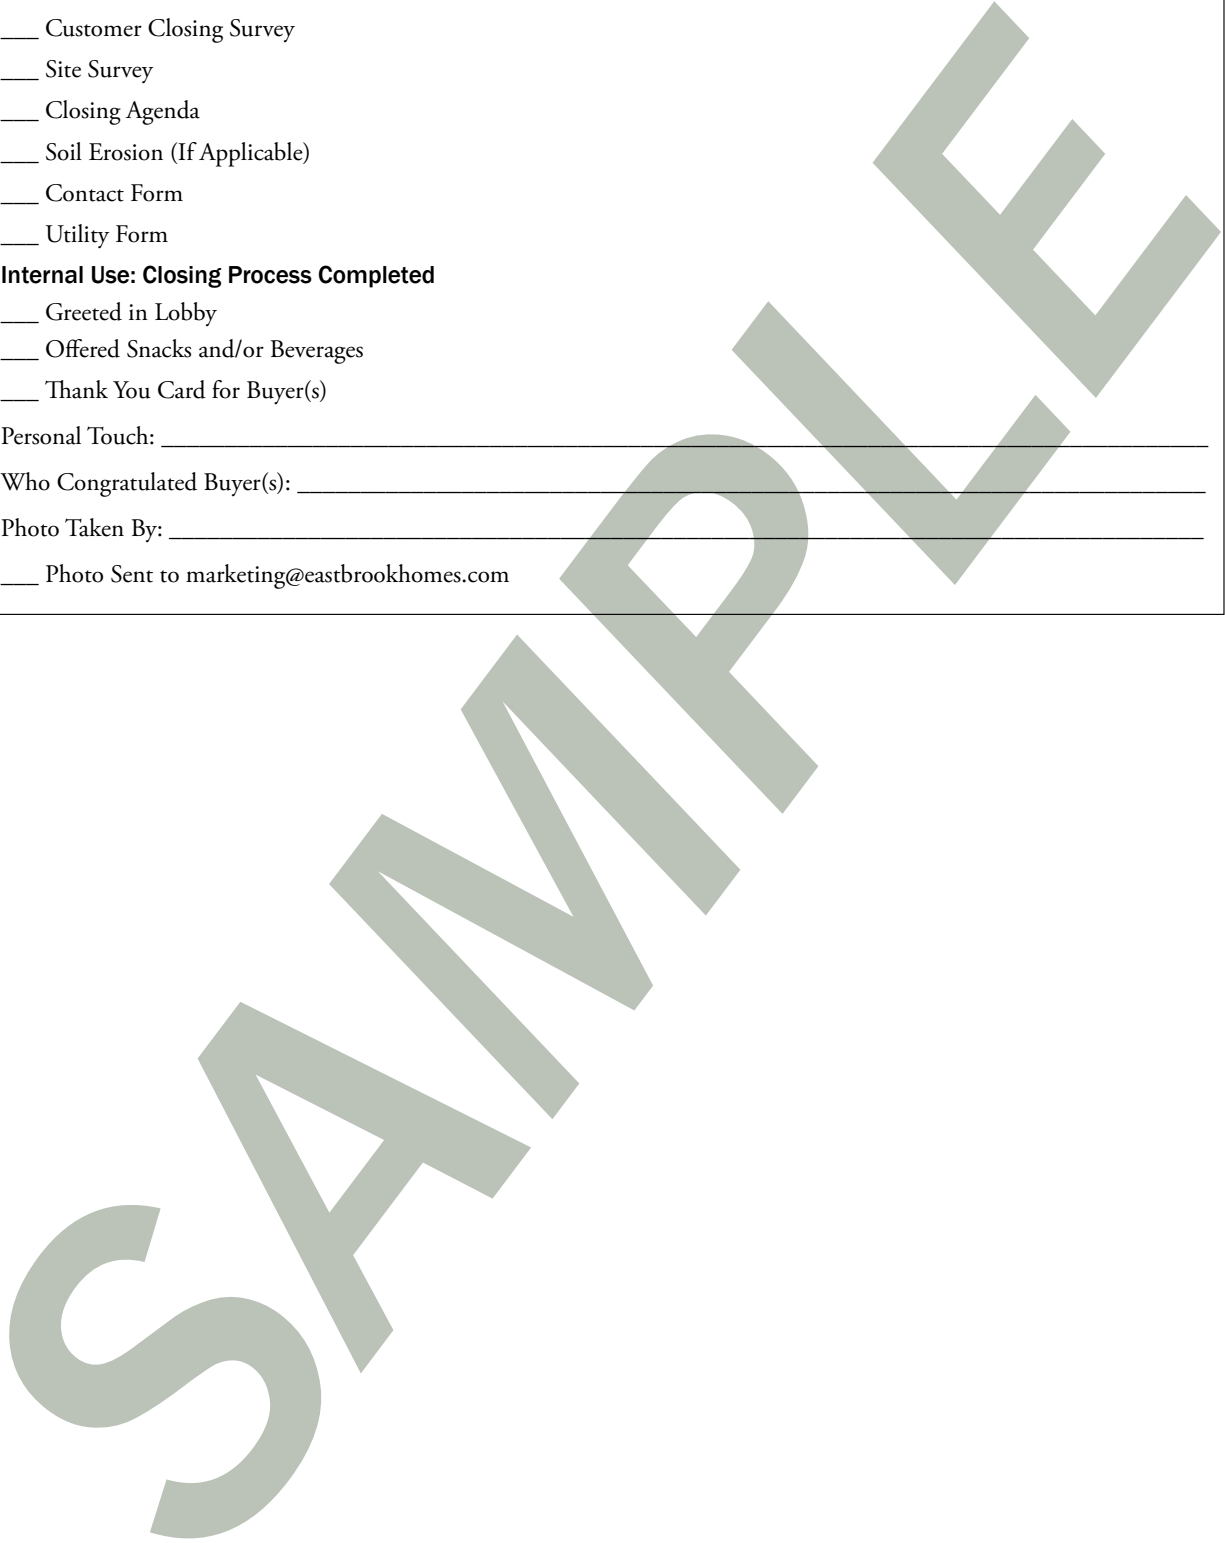 ___ Customer Closing Survey
___ Site Survey
___ Closing Agenda
___ Soil Erosion (If Applicable)
___ Contact Form
___ Utility Form
Internal Use: Closing Process Completed
___ Greeted in Lobby
___ Offered Snacks and/or Beverages
___ Thank You Card for Buyer(s)
Personal Touch: ___
Who Congratulated Buyer(s): ___
Photo Taken By: ___
___ Photo Sent to marketing@eastbrookhomes.com
SAMPLE